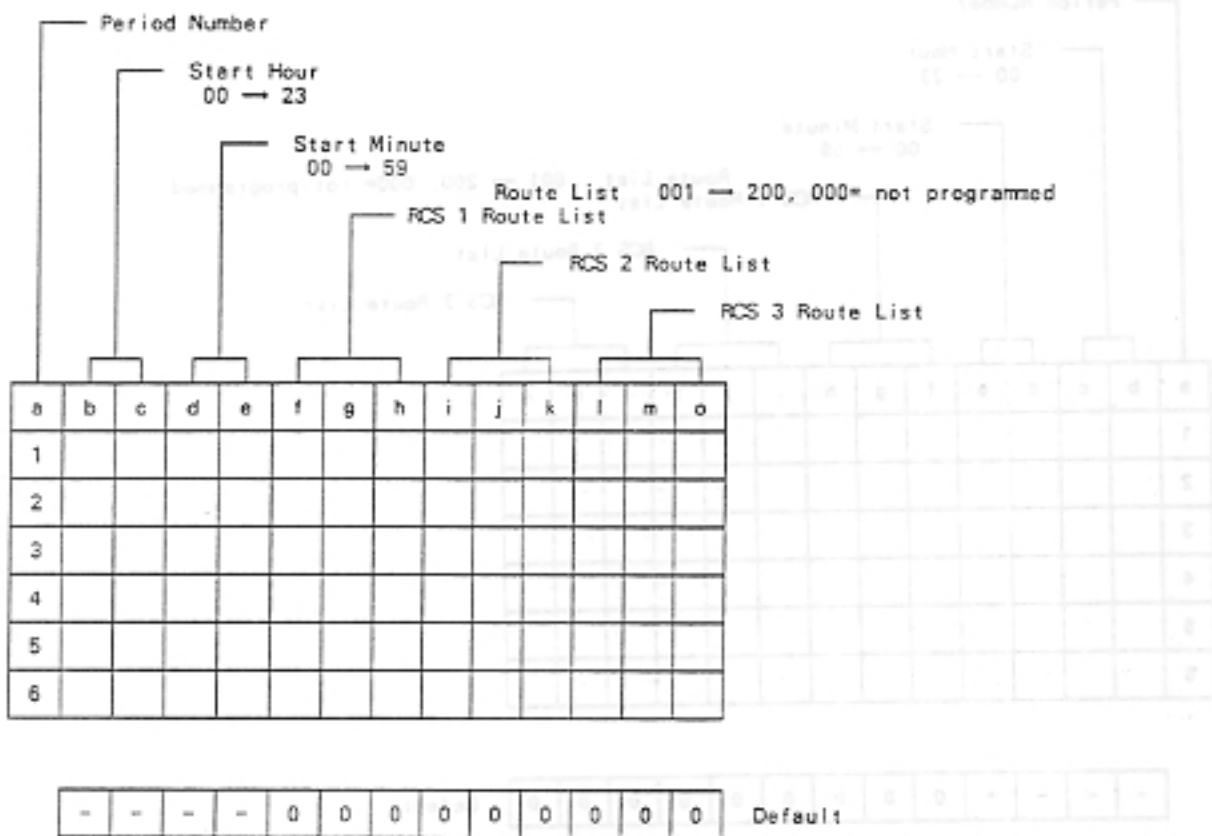 Period Number
Start Hour
00 → 23
Start Minute
00 → 59
Route List 001 → 200, 000= not programmed
RCS 1 Route List
RCS 2 Route List
RCS 3 Route List
a b c d e f g h i j k l m o
1
2
3
4
5
6
- - - - 0 0 0 0 0 0 0 0 0 Default